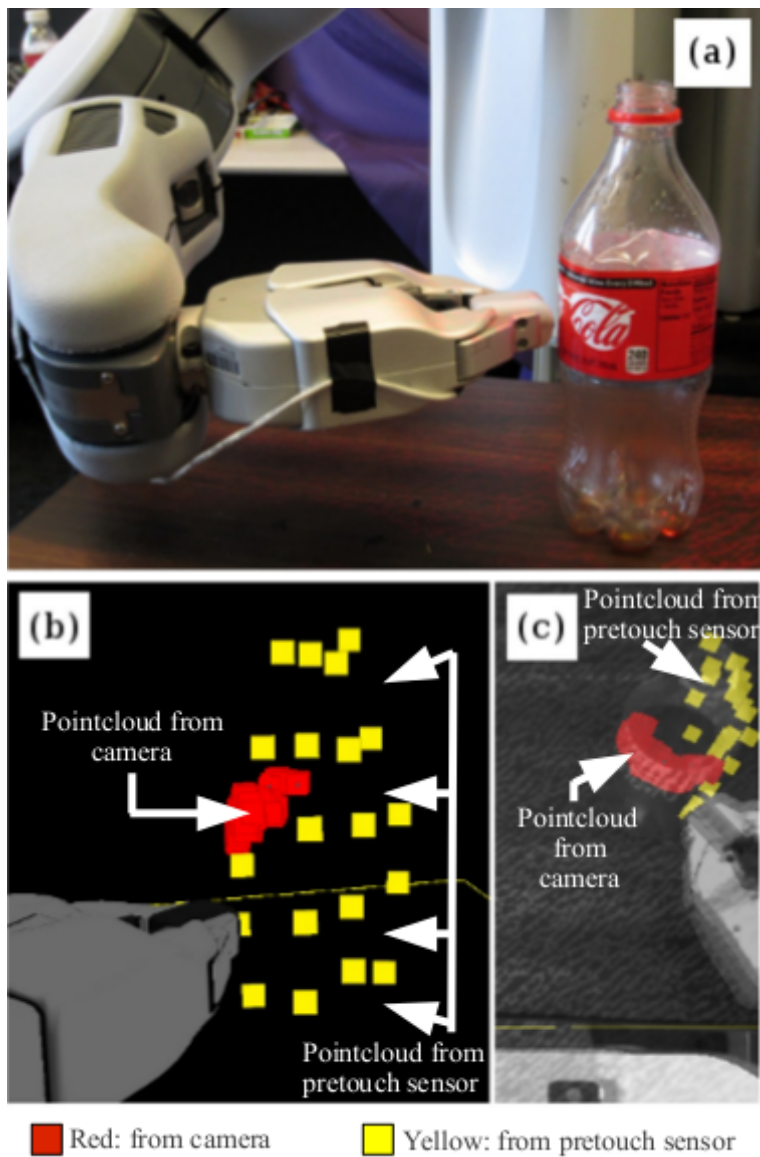 (a)
Cola
240
(b)
Pointcloud from
camera
Pointcloud from
pretouch sensor
(c)
Pointcloud from
pretouch sensor
Pointcloud
from
camera
Red: from camera
Yellow: from pretouch sensor